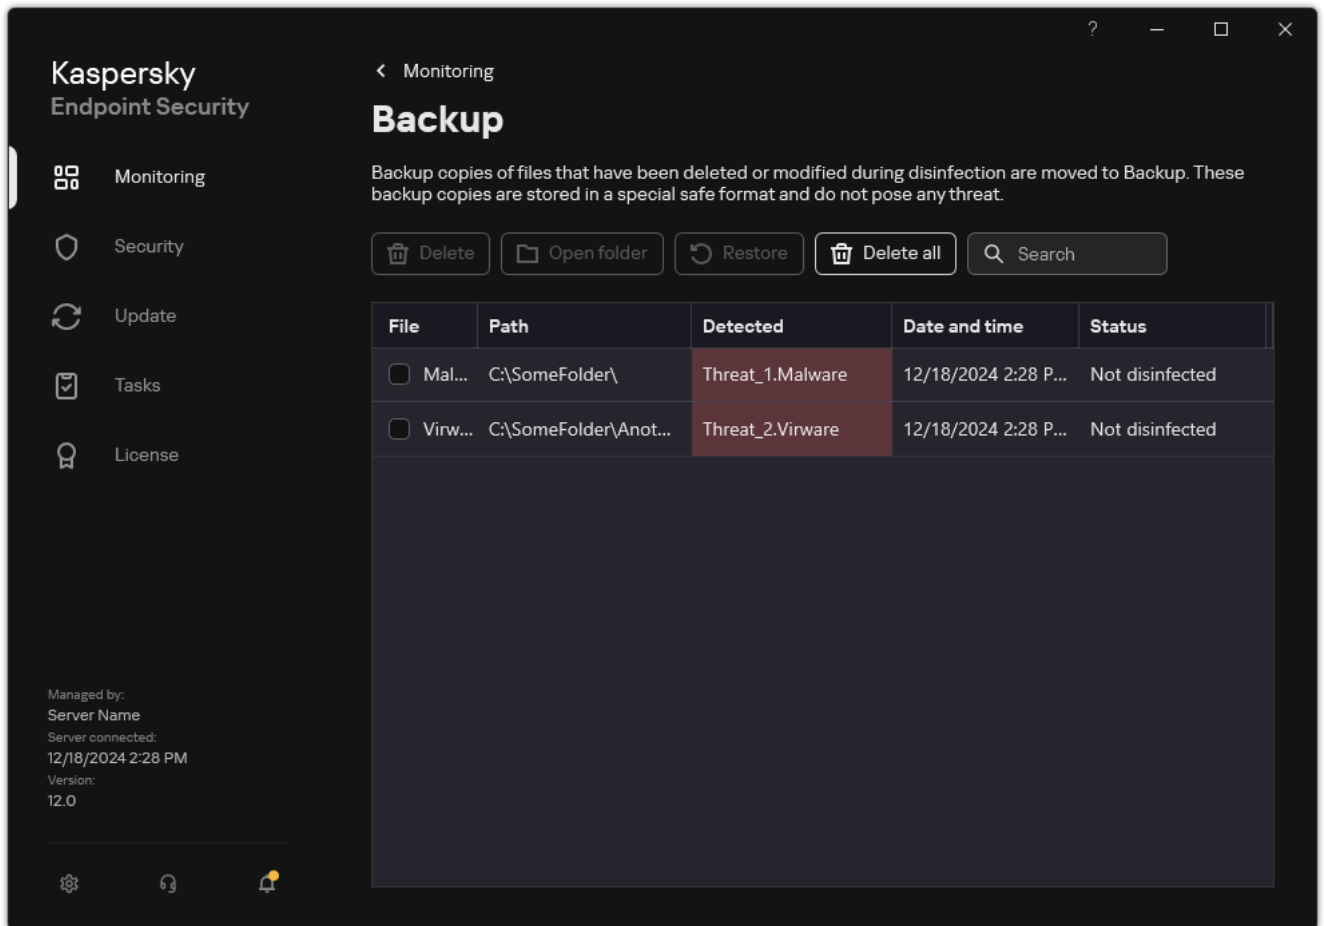 ?
Kaspersky
Endpoint Security
Monitoring
Security
Update
Tasks
License
Managed by:
Server Name
Server connected:
12/18/2024 2:28 PM
Version:
12.0
Monitoring
Backup
Backup copies of files that have been deleted or modified during disinfection are moved to Backup. These
backup copies are stored in a special safe format and do not pose any threat.
Delete Open folder Restore Delete all Search
File Path Detected Date and time Status
Mal... C:\SomeFolder\ Threat_1.Malware 12/18/2024 2:28 P... Not disinfected
Virw... C:\SomeFolder\Anot... Threat_2.Virware 12/18/2024 2:28 P... Not disinfected